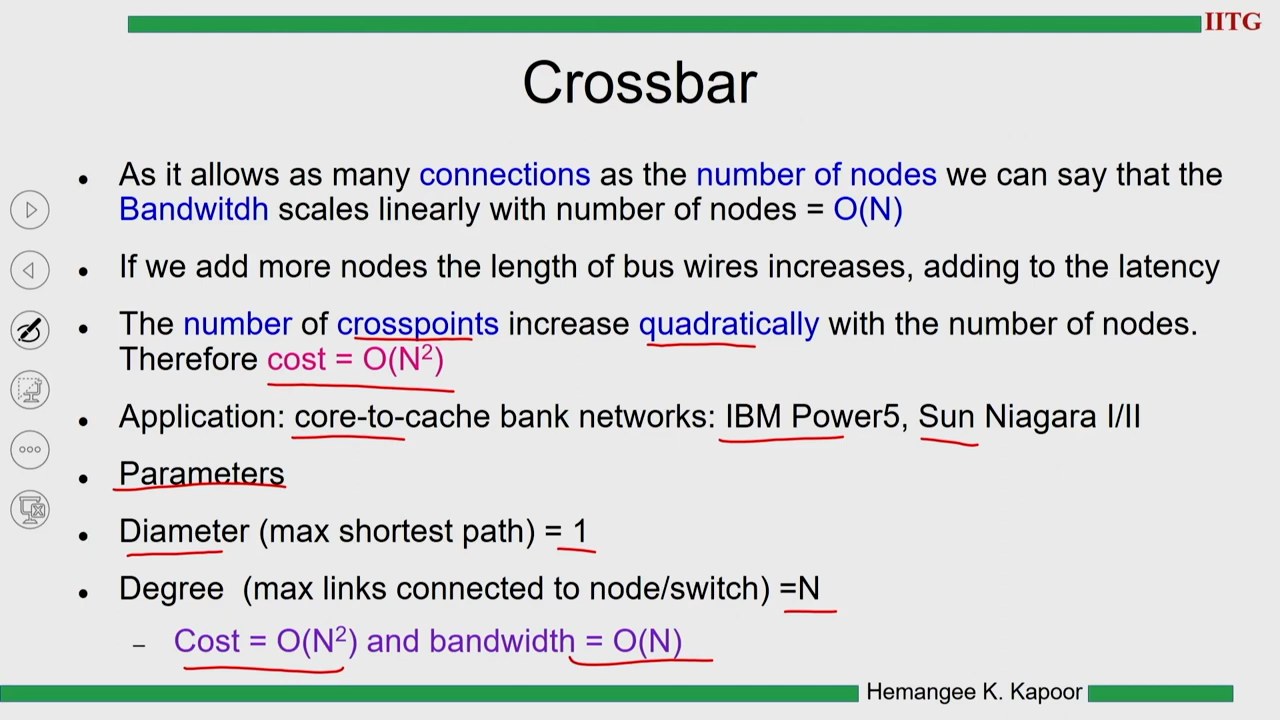 IITG
Crossbar
• As it allows as many connections as the number of nodes we can say that the
Bandwitdh scales linearly with number of nodes = O(N)
• If we add more nodes the length of bus wires increases, adding to the latency
• The number of crosspoints increase quadratically with the number of nodes.
Therefore cost = O(N²)
• Application: core-to-cache bank networks: IBM Power5, Sun Niagara I/II
• Parameters
• Diameter (max shortest path) = 1
• Degree (max links connected to node/switch) =N
– Cost = O(N²) and bandwidth = O(N)
Hemangee K. Kapoor